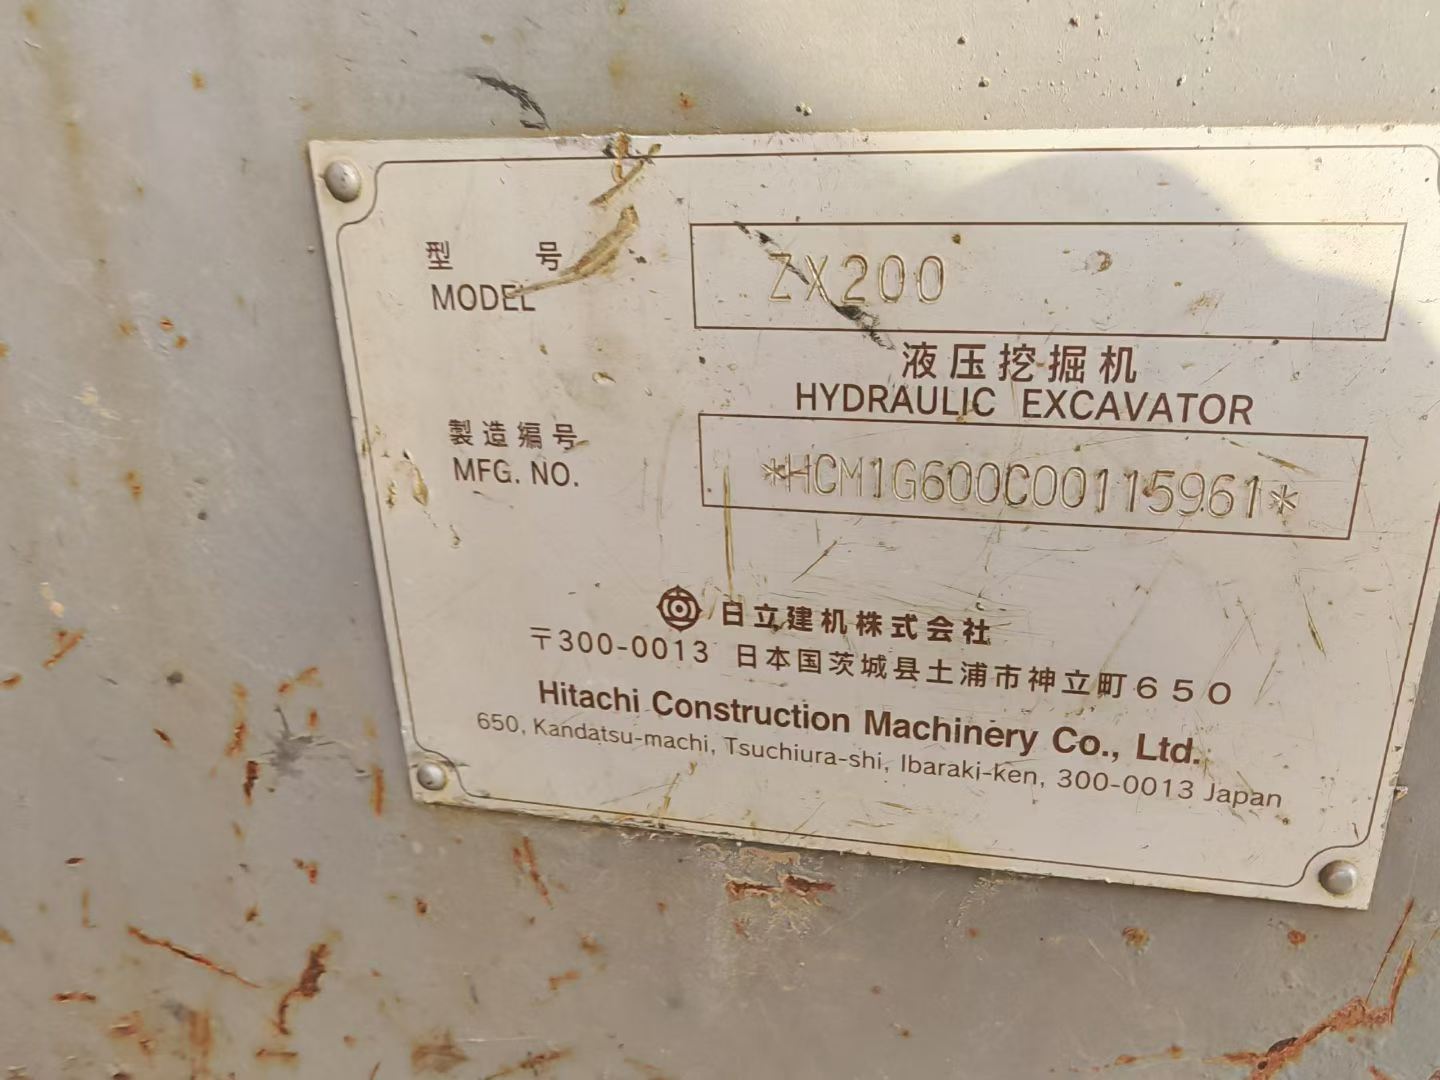 型 号 ZX200
MODEL
液压挖掘机
HYDRAULIC EXCAVATOR
製造编号
MFG. NO. *HCM1G600C00115961*
日立建机株式会社
〒300-0013 日本国茨城县土浦市神立町650
Hitachi Construction Machinery Co., Ltd.
650, Kandatsu-machi, Tsuchiura-shi, Ibaraki-ken, 300-0013 Japan